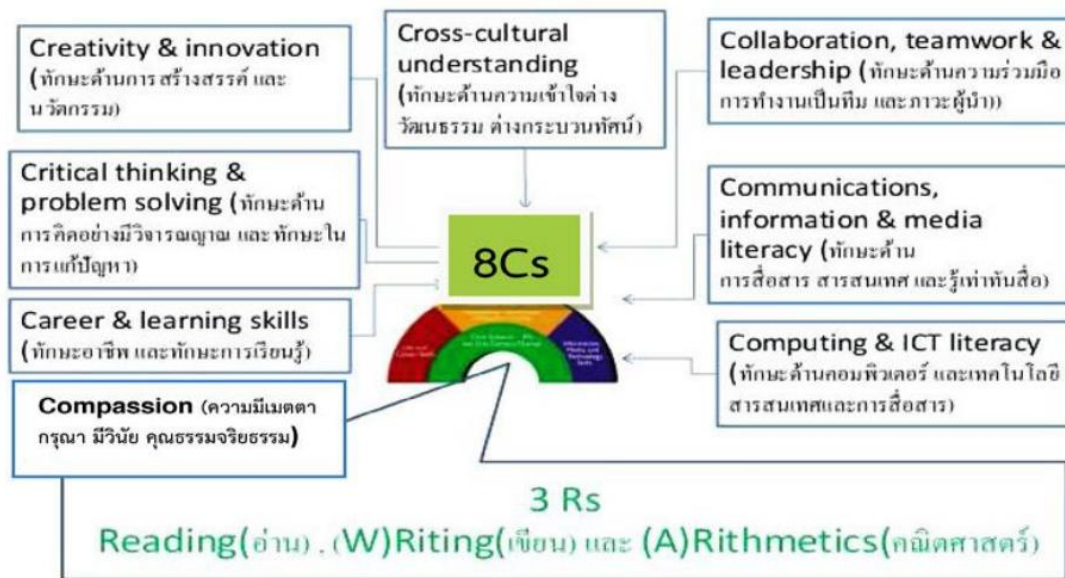 Creativity & innovation
(ทักษะด้านการสร้างสรรค์ และ
นวัตกรรม)
Cross-cultural
understanding
(ทักษะด้านความเข้าใจต่าง
วัฒนธรรม ต่างกระบวนทัศน์)
Collaboration, teamwork &
leadership (ทักษะด้านความร่วมมือ
การทำงานเป็นทีม และภาวะผู้นำ))
Critical thinking &
problem solving (ทักษะด้าน
การคิดอย่างมีวิจารณญาณ และทักษะใน
การแก้ปัญหา)
8Cs
Communications,
information & media
literacy (ทักษะด้าน
การสื่อสาร สารสนเทศ และรู้เท่าทันสื่อ)
Career & learning skills
(ทักษะอาชีพ และทักษะการเรียนรู้)
Computing & ICT literacy
(ทักษะด้านคอมพิวเตอร์ และเทคโนโลยี
สารสนเทศและการสื่อสาร)
Information,
Media and
Technology
Skills
Compassion (ความมีเมตตา
กรุณา มีวินัย คุณธรรมจริยธรรม)
3 Rs
Reading(อ่าน) , (W)Riting(เขียน) และ (A)Rithmetics(คณิตศาสตร์)